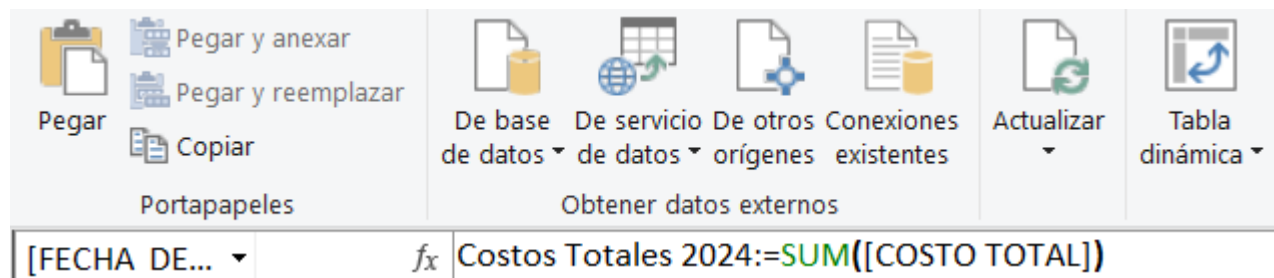 Pegar
Pegar y anexar
Pegar y reemplazar
Copiar
Portapapeles
De base
de datos
De servicio
de datos
De otros
orígenes
Conexiones
existentes
Obtener datos externos
Actualizar
Tabla
dinámica
[FECHA DE... fx Costos Totales 2024:=SUM([COSTO TOTAL])